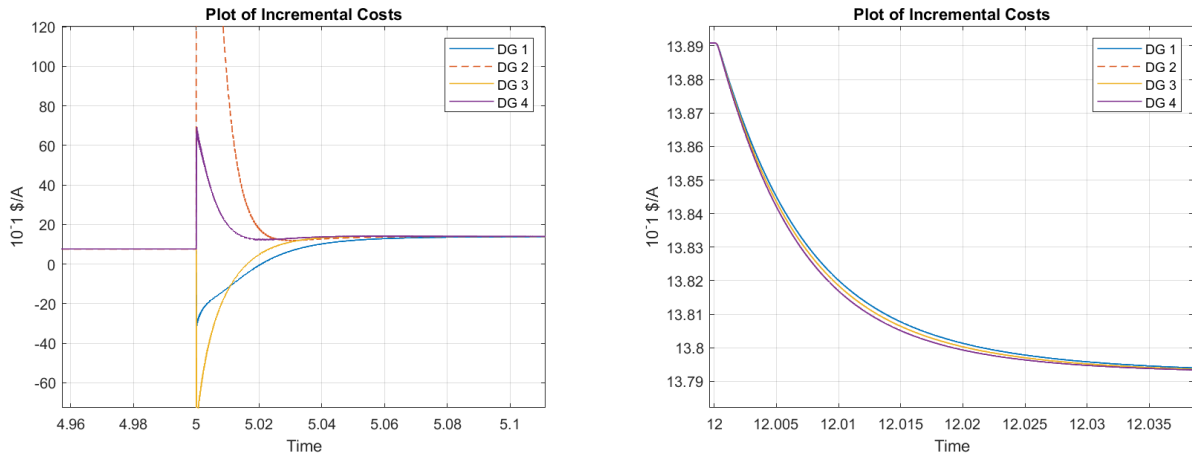 Plot of Incremental Costs
120
100
80
60
40
20
0
-20
-40
-60
10ˉ1 $/A
4.96
4.98
5
5.02
5.04
5.06
5.08
5.1
Time
DG 1
DG 2
DG 3
DG 4
Plot of Incremental Costs
13.89
13.88
13.87
13.86
13.85
13.84
13.83
13.82
13.81
13.8
13.79
10ˉ1 $/A
12
12.005
12.01
12.015
12.02
12.025
12.03
12.035
Time
DG 1
DG 2
DG 3
DG 4